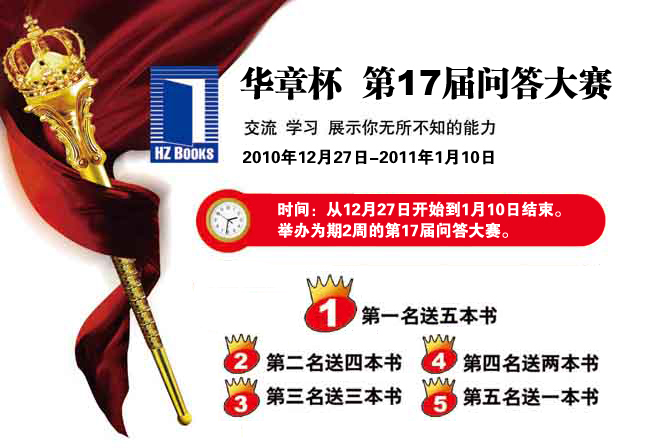 华章杯 第17届问答大赛
HZ BOOKS
交流 学习 展示你无所不知的能力
2010年12月27日-2011年1月10日
时间：从12月27日开始到1月10日结束。
举办为期2周的第17届问答大赛。
1 第一名送五本书
2 第二名送四本书
4 第四名送两本书
3 第三名送三本书
5 第五名送一本书